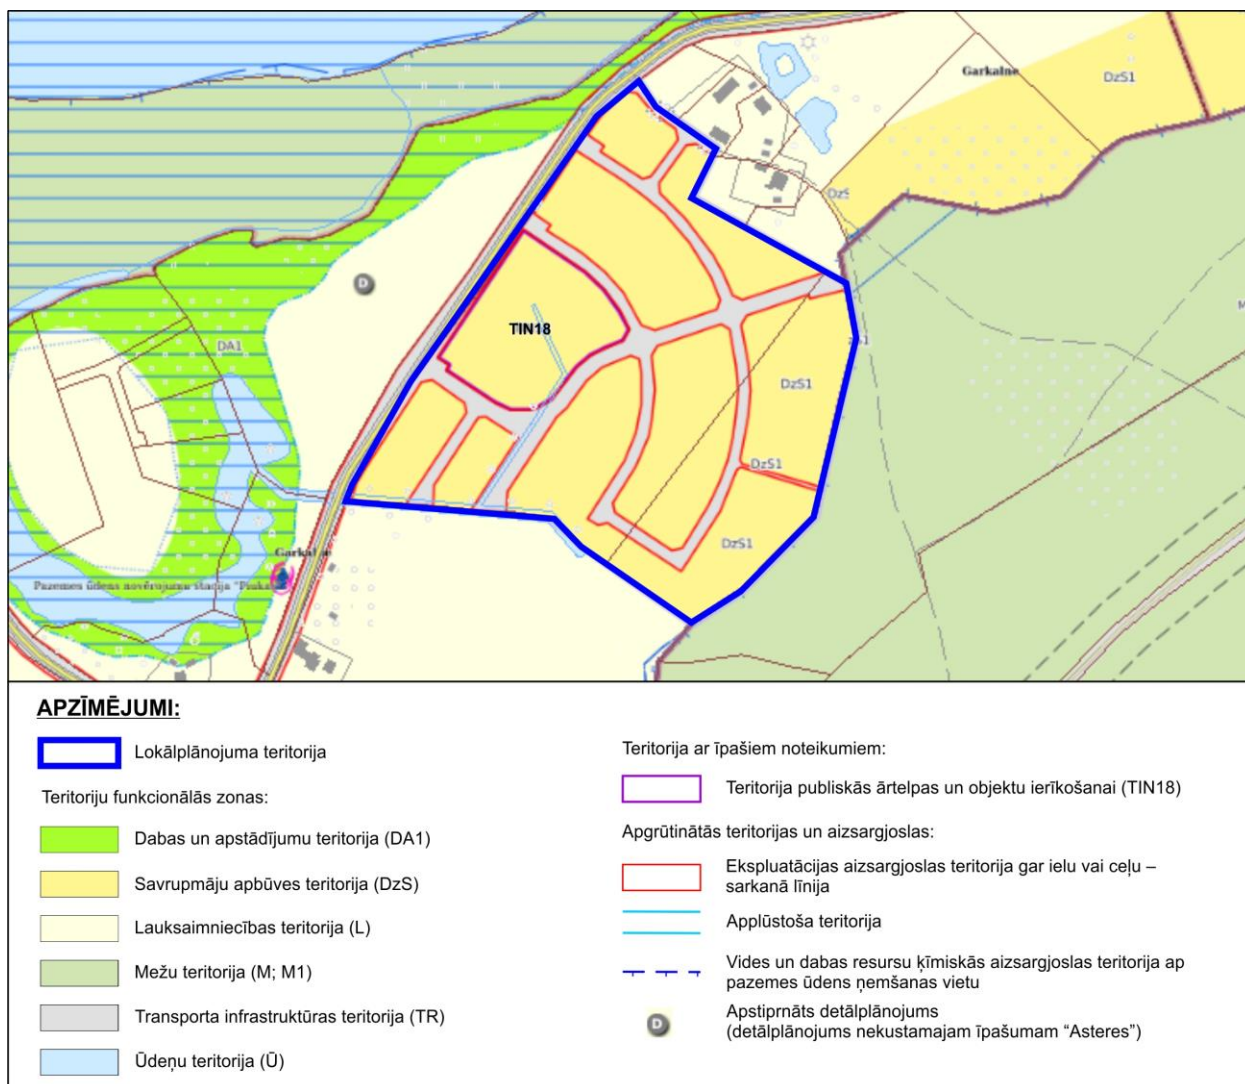 Garkalne
DzS1
DzS
D
TIN18
DA1
DzS1
DzS1
DzS1
Pazemes ūdens novērojumu stacija
APZĪMĒJUMI:
Lokālplānojuma teritorija
Teritoriju funkcionālās zonas:
Dabas un apstādījumu teritorija (DA1)
Savrupmāju apbūves teritorija (DzS)
Lauksaimniecības teritorija (L)
Mežu teritorija (M; M1)
Transporta infrastruktūras teritorija (TR)
Ūdeņu teritorija (Ū)
Teritorija ar īpašiem noteikumiem:
Teritorija publiskās ārtelpas un objektu ierīkošanai (TIN18)
Apgrūtinātās teritorijas un aizsargjoslas:
Ekspluatācijas aizsargjoslas teritorija gar ielu vai ceļu –
sarkanā līnija
Applūstoša teritorija
Vides un dabas resursu ķīmiskās aizsargjoslas teritorija ap
pazemes ūdens ņemšanas vietu
D
Apstiprināts detālplānojums
(detālplānojums nekustamajam īpašumam “Asteres”)